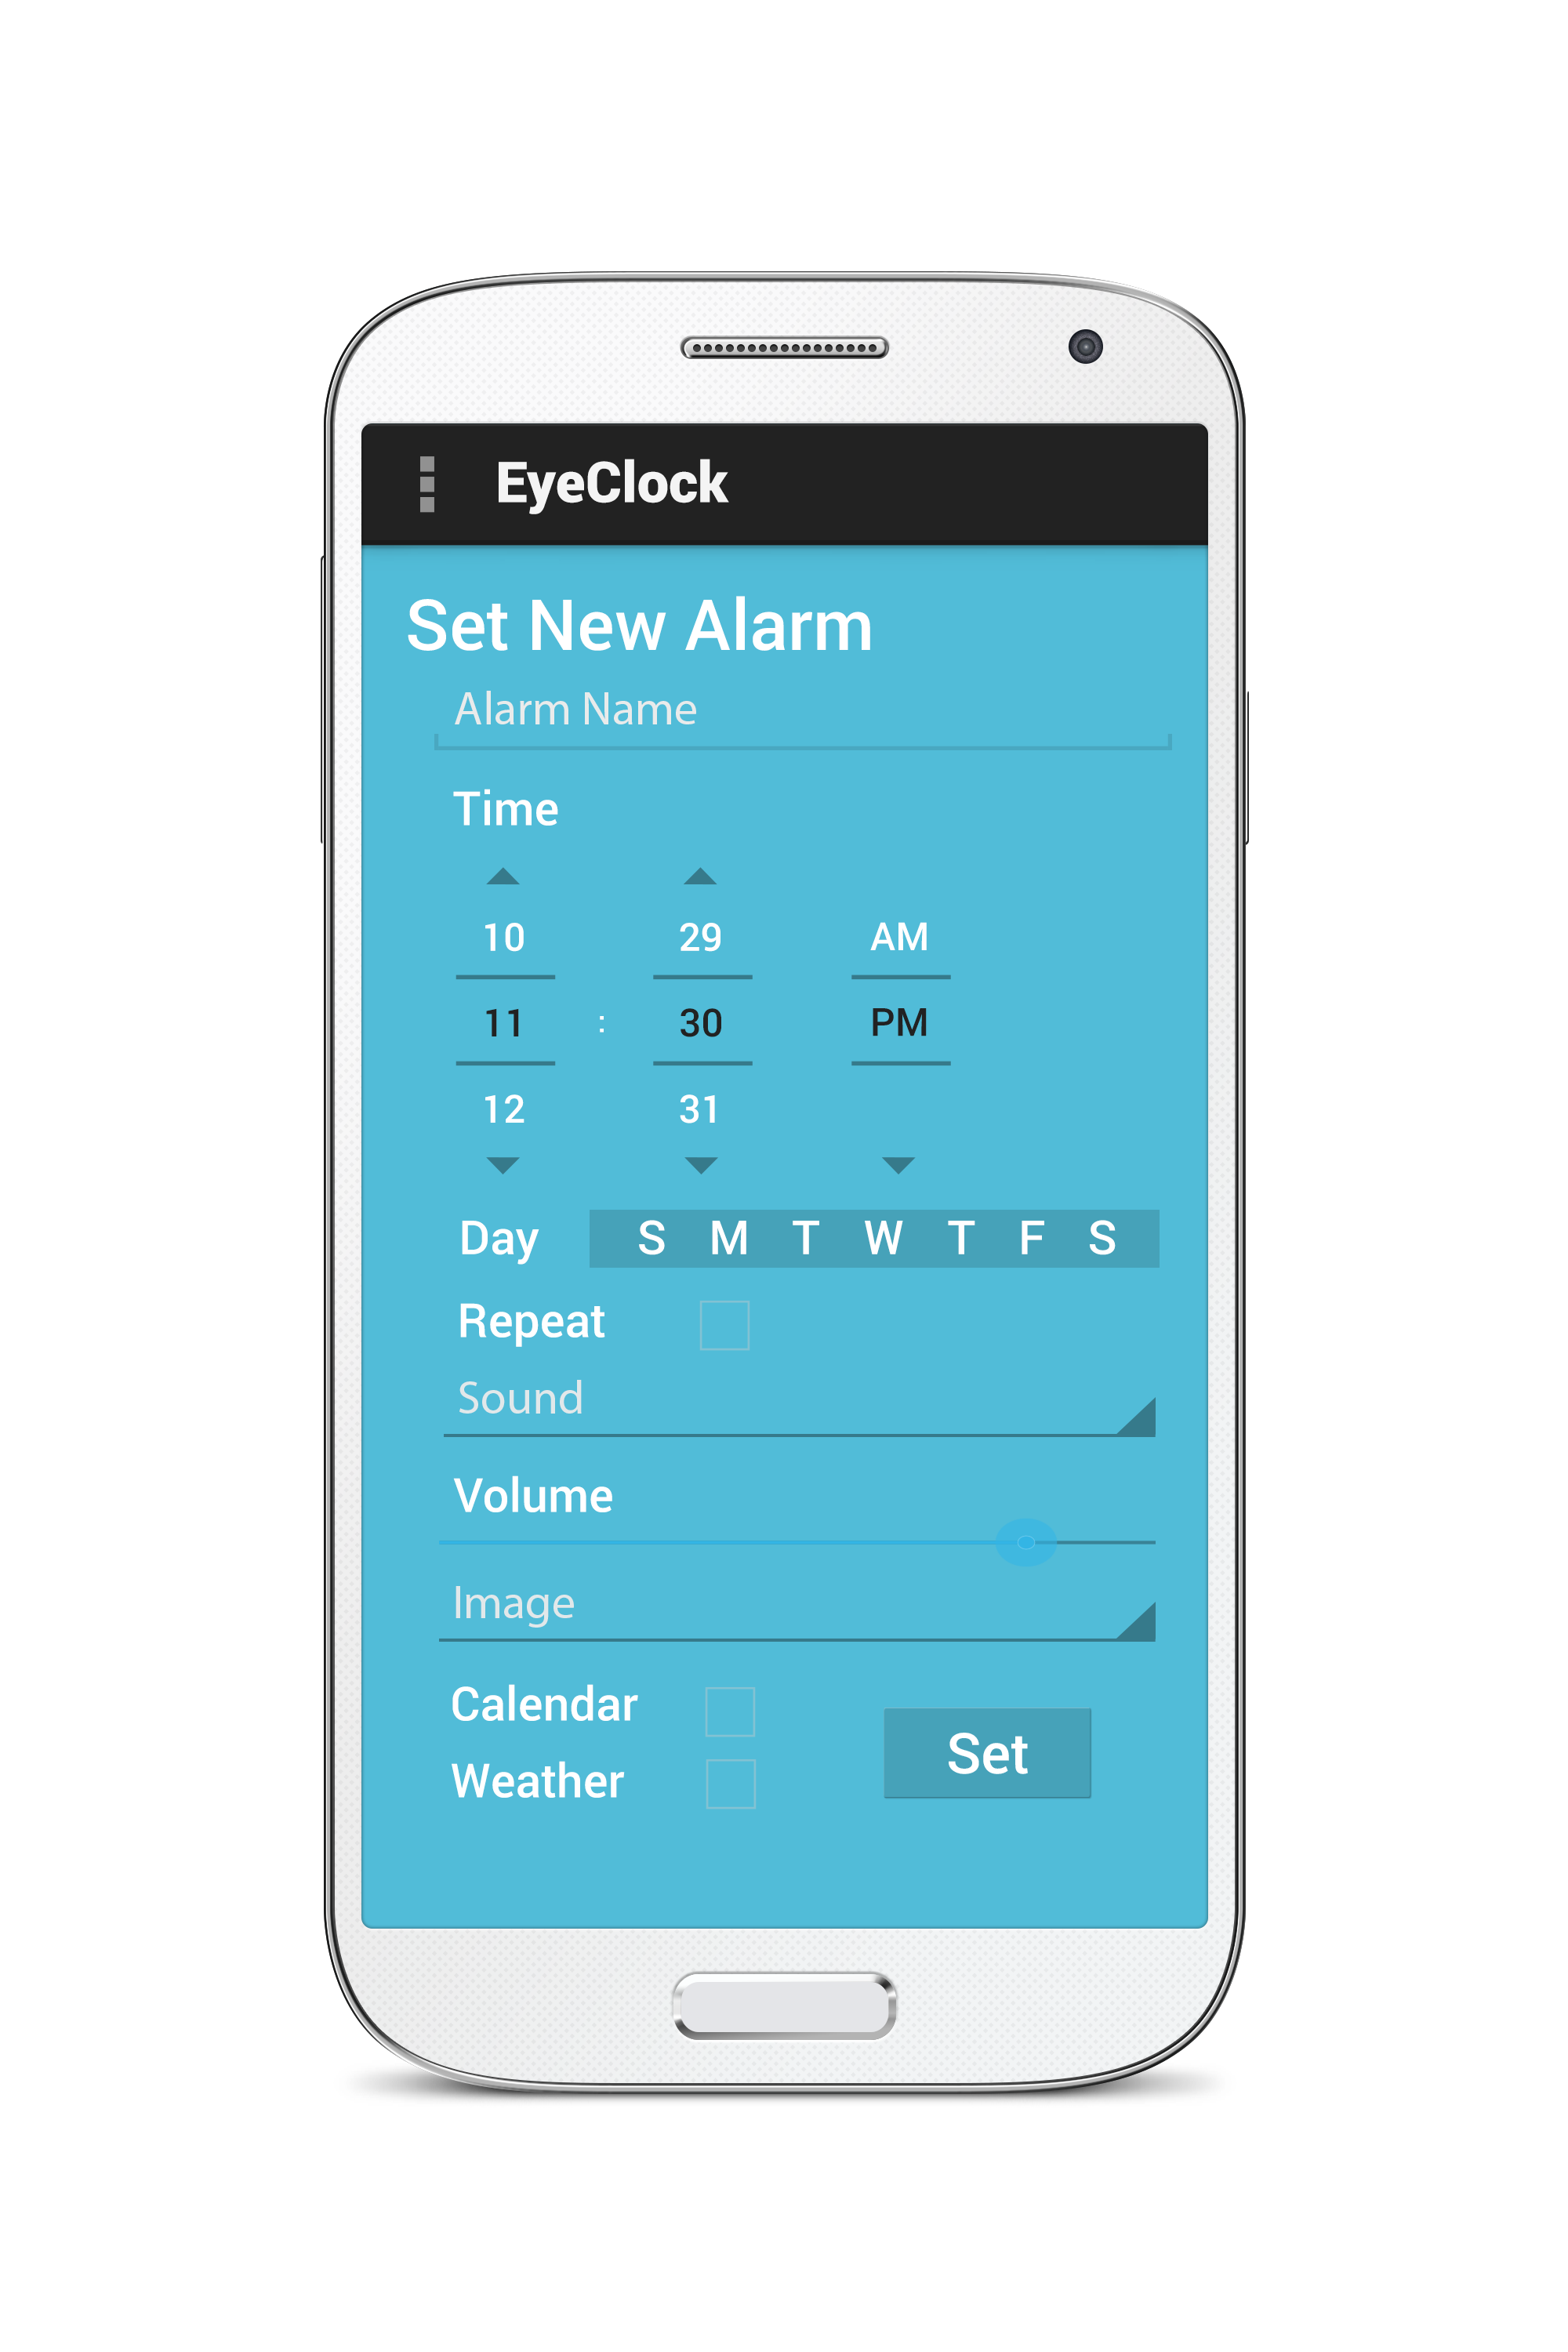 EyeClock
Set New Alarm
Alarm Name
Time
10 29 AM
11 : 30 PM
12 31
Day S M T W T F S
Repeat
Sound
Volume
Image
Calendar
Set
Weather